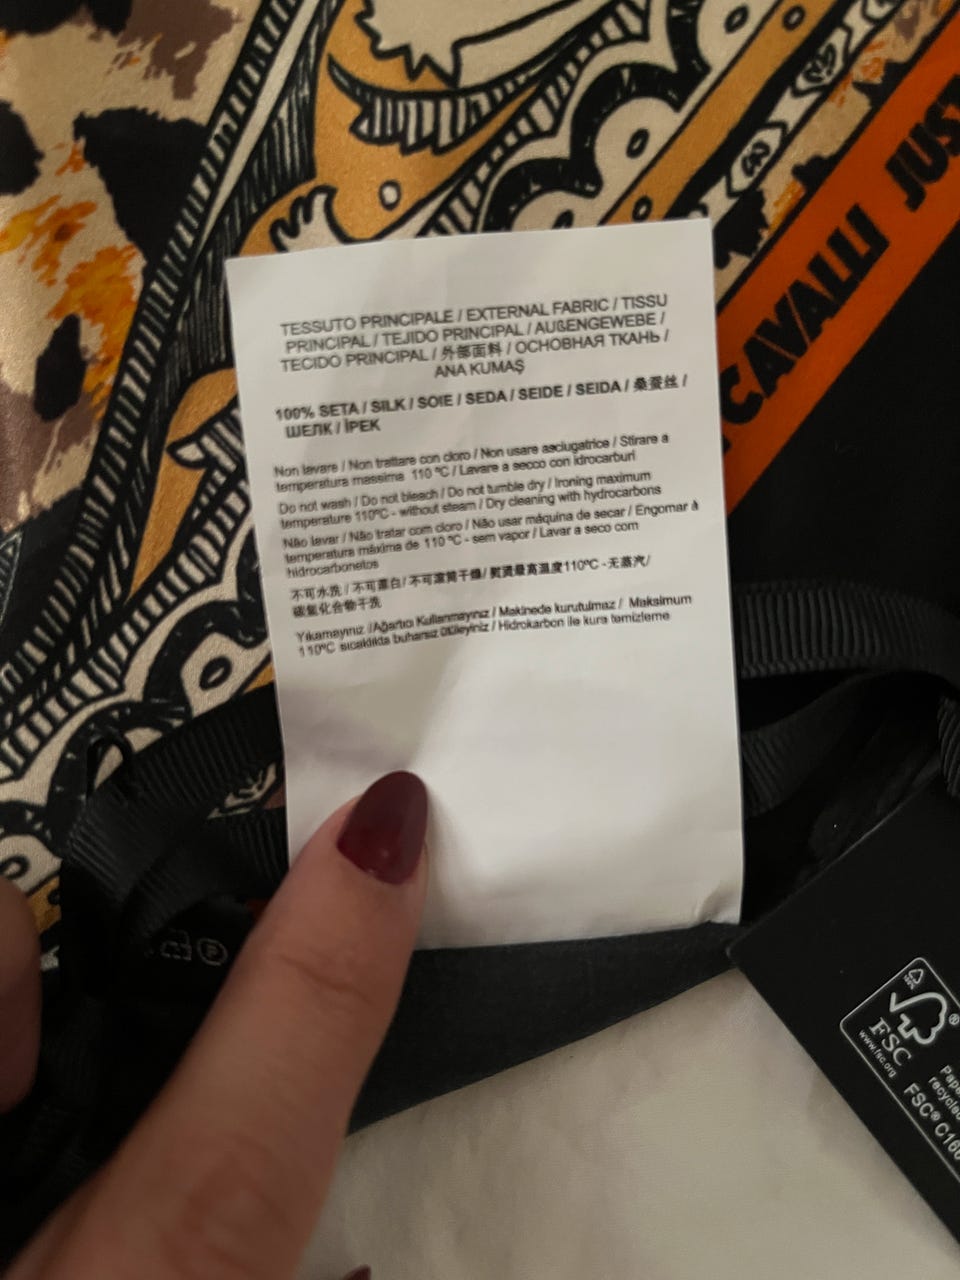 JUST
CAVALLI
TESSUTO PRINCIPALE / EXTERNAL FABRIC / TISSU
PRINCIPAL / TEJIDO PRINCIPAL / AUßENGEWEBE /
TECIDO PRINCIPAL / 外部面料 / ОСНОВНАЯ ТКАНЬ /
ANA KUMAŞ
100% SETA / SILK / SOIE / SEDA / SEIDE / SEIDA / 桑蚕丝 /
ШЕЛК / İPEK
Non lavare / Non trattare con cloro / Non usare asciugatrice / Stirare a
temperatura massima 110 °C / Lavare a secco con idrocarburi
Do not wash / Do not bleach / Do not tumble dry / Ironing maximum
temperature 110°C - without steam / Dry cleaning with hydrocarbons
Não lavar / Não tratar com cloro / Não usar máquina de secar / Engomar à
temperatura máxima de 110 °C - sem vapor / Lavar a seco com
hidrocarbonetos
不可水洗 / 不可漂白/ 不可滚筒干燥/ 熨烫最高温度110°C - 无蒸汽/
碳氢化合物干洗
Yıkamayınız /Ağartıcı Kullanmayınız / Makinede kurutulmaz / Maksimum
110°C sıcaklıkta buharsız ütüleyiniz / Hidrokarbon ile kuru temizleme
P
FSC
www.fsc.org
FSC® C166
recycled